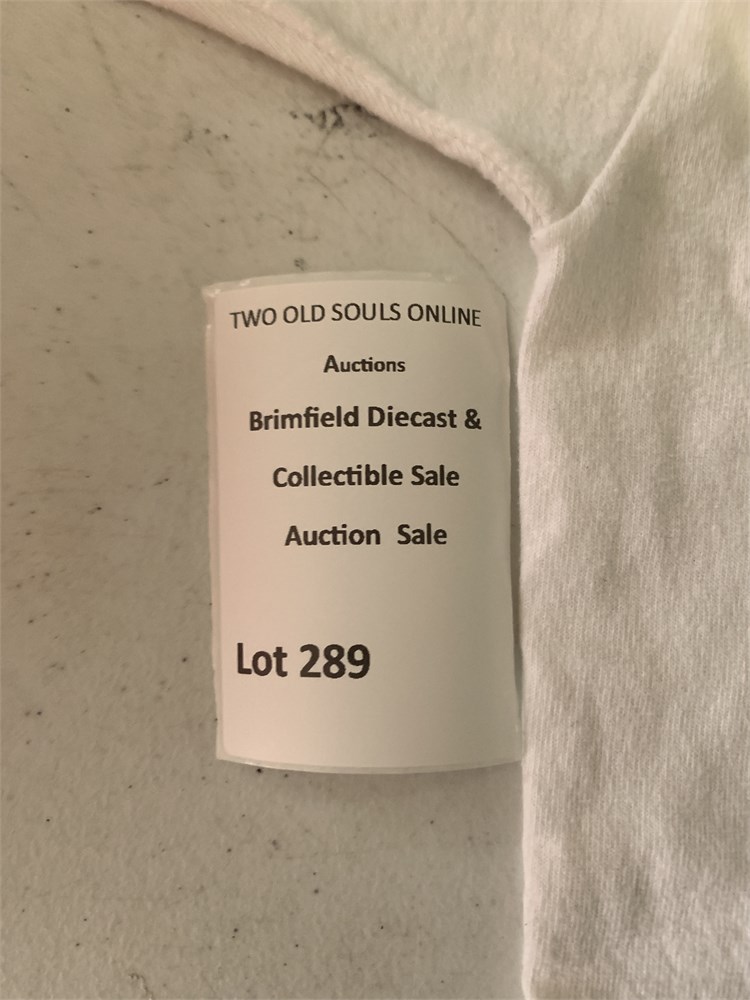 TWO OLD SOULS ONLINE
Auctions
Brimfield Diecast &
Collectible Sale
Auction Sale
Lot 289